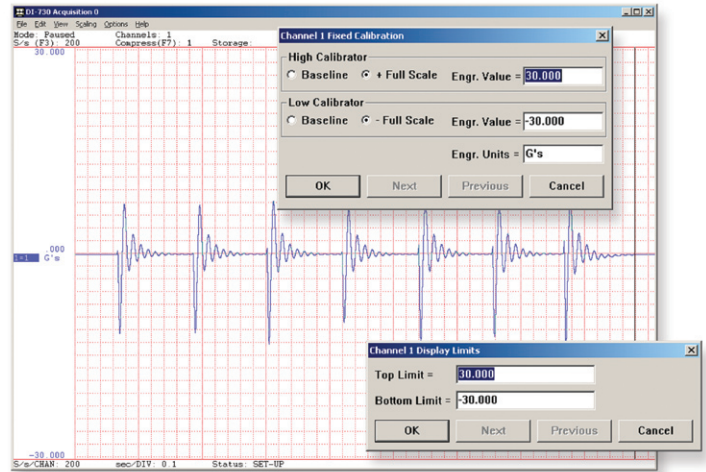 DI-730 Acquisition 0
File Edit View Scaling Options Help
Mode: Paused Channels: 1
S/s (F3): 200 Compress(F7): 1 Storage:
30.000
Channel 1 Fixed Calibration
High Calibrator
Baseline + Full Scale Engr. Value = 30.000
Low Calibrator
Baseline - Full Scale Engr. Value = -30.000
Engr. Units = G's
OK Next Previous Cancel
.000
1=1 G's
Channel 1 Display Limits
Top Limit = 30.000
Bottom Limit = -30.000
OK Next Previous Cancel
-30.000
S/s/CHAN: 200 sec/DIV: 0.1 Status: SET-UP